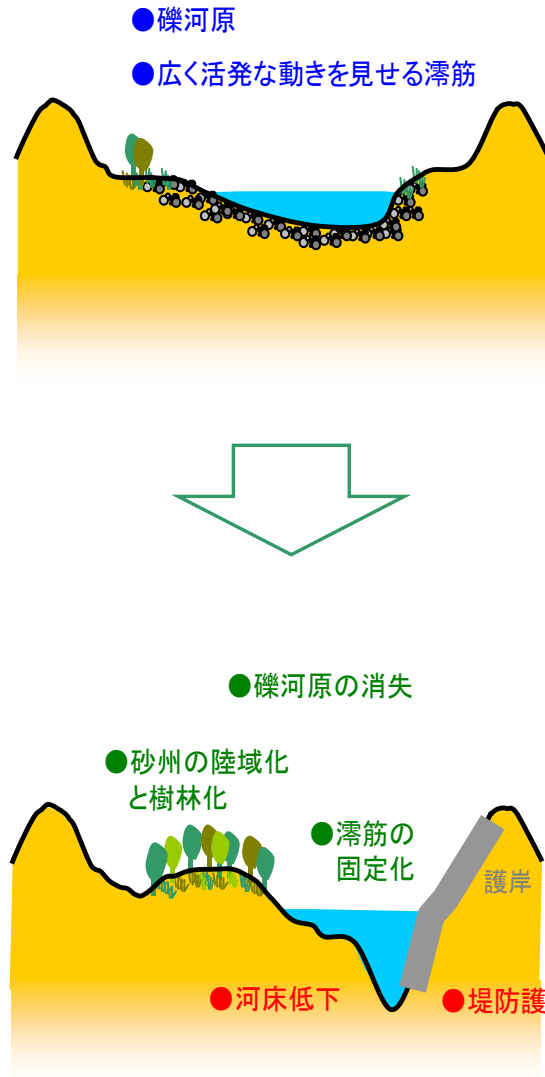 ●礫河原
●広く活発な動きを見せる澪筋
●礫河原の消失
●砂州の陸域化
と樹林化
●澪筋の
固定化
護岸
●河床低下
●堤防護